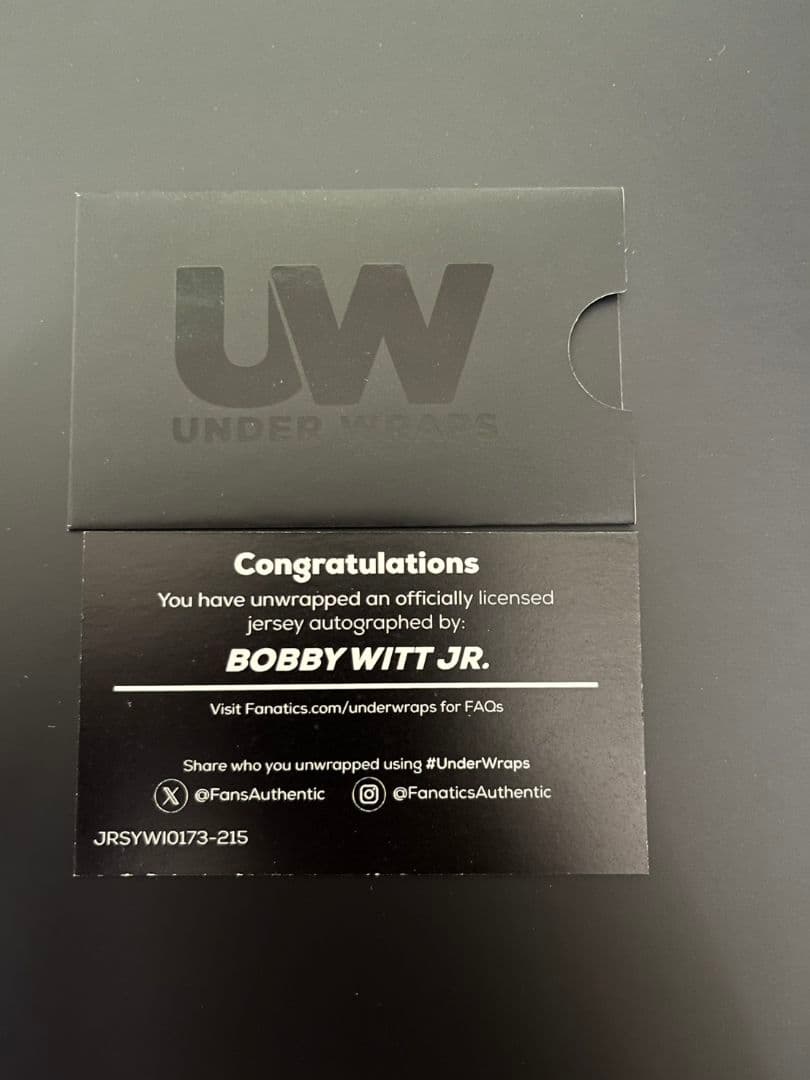 UW
UNDER WRAPS
Congratulations
You have unwrapped an officially licensed
jersey autographed by:
BOBBY WITT JR.
Visit Fanatics.com/underwraps for FAQs
Share who you unwrapped using #UnderWraps
@FansAuthentic @FanaticsAuthentic
JRSYWI0173-215